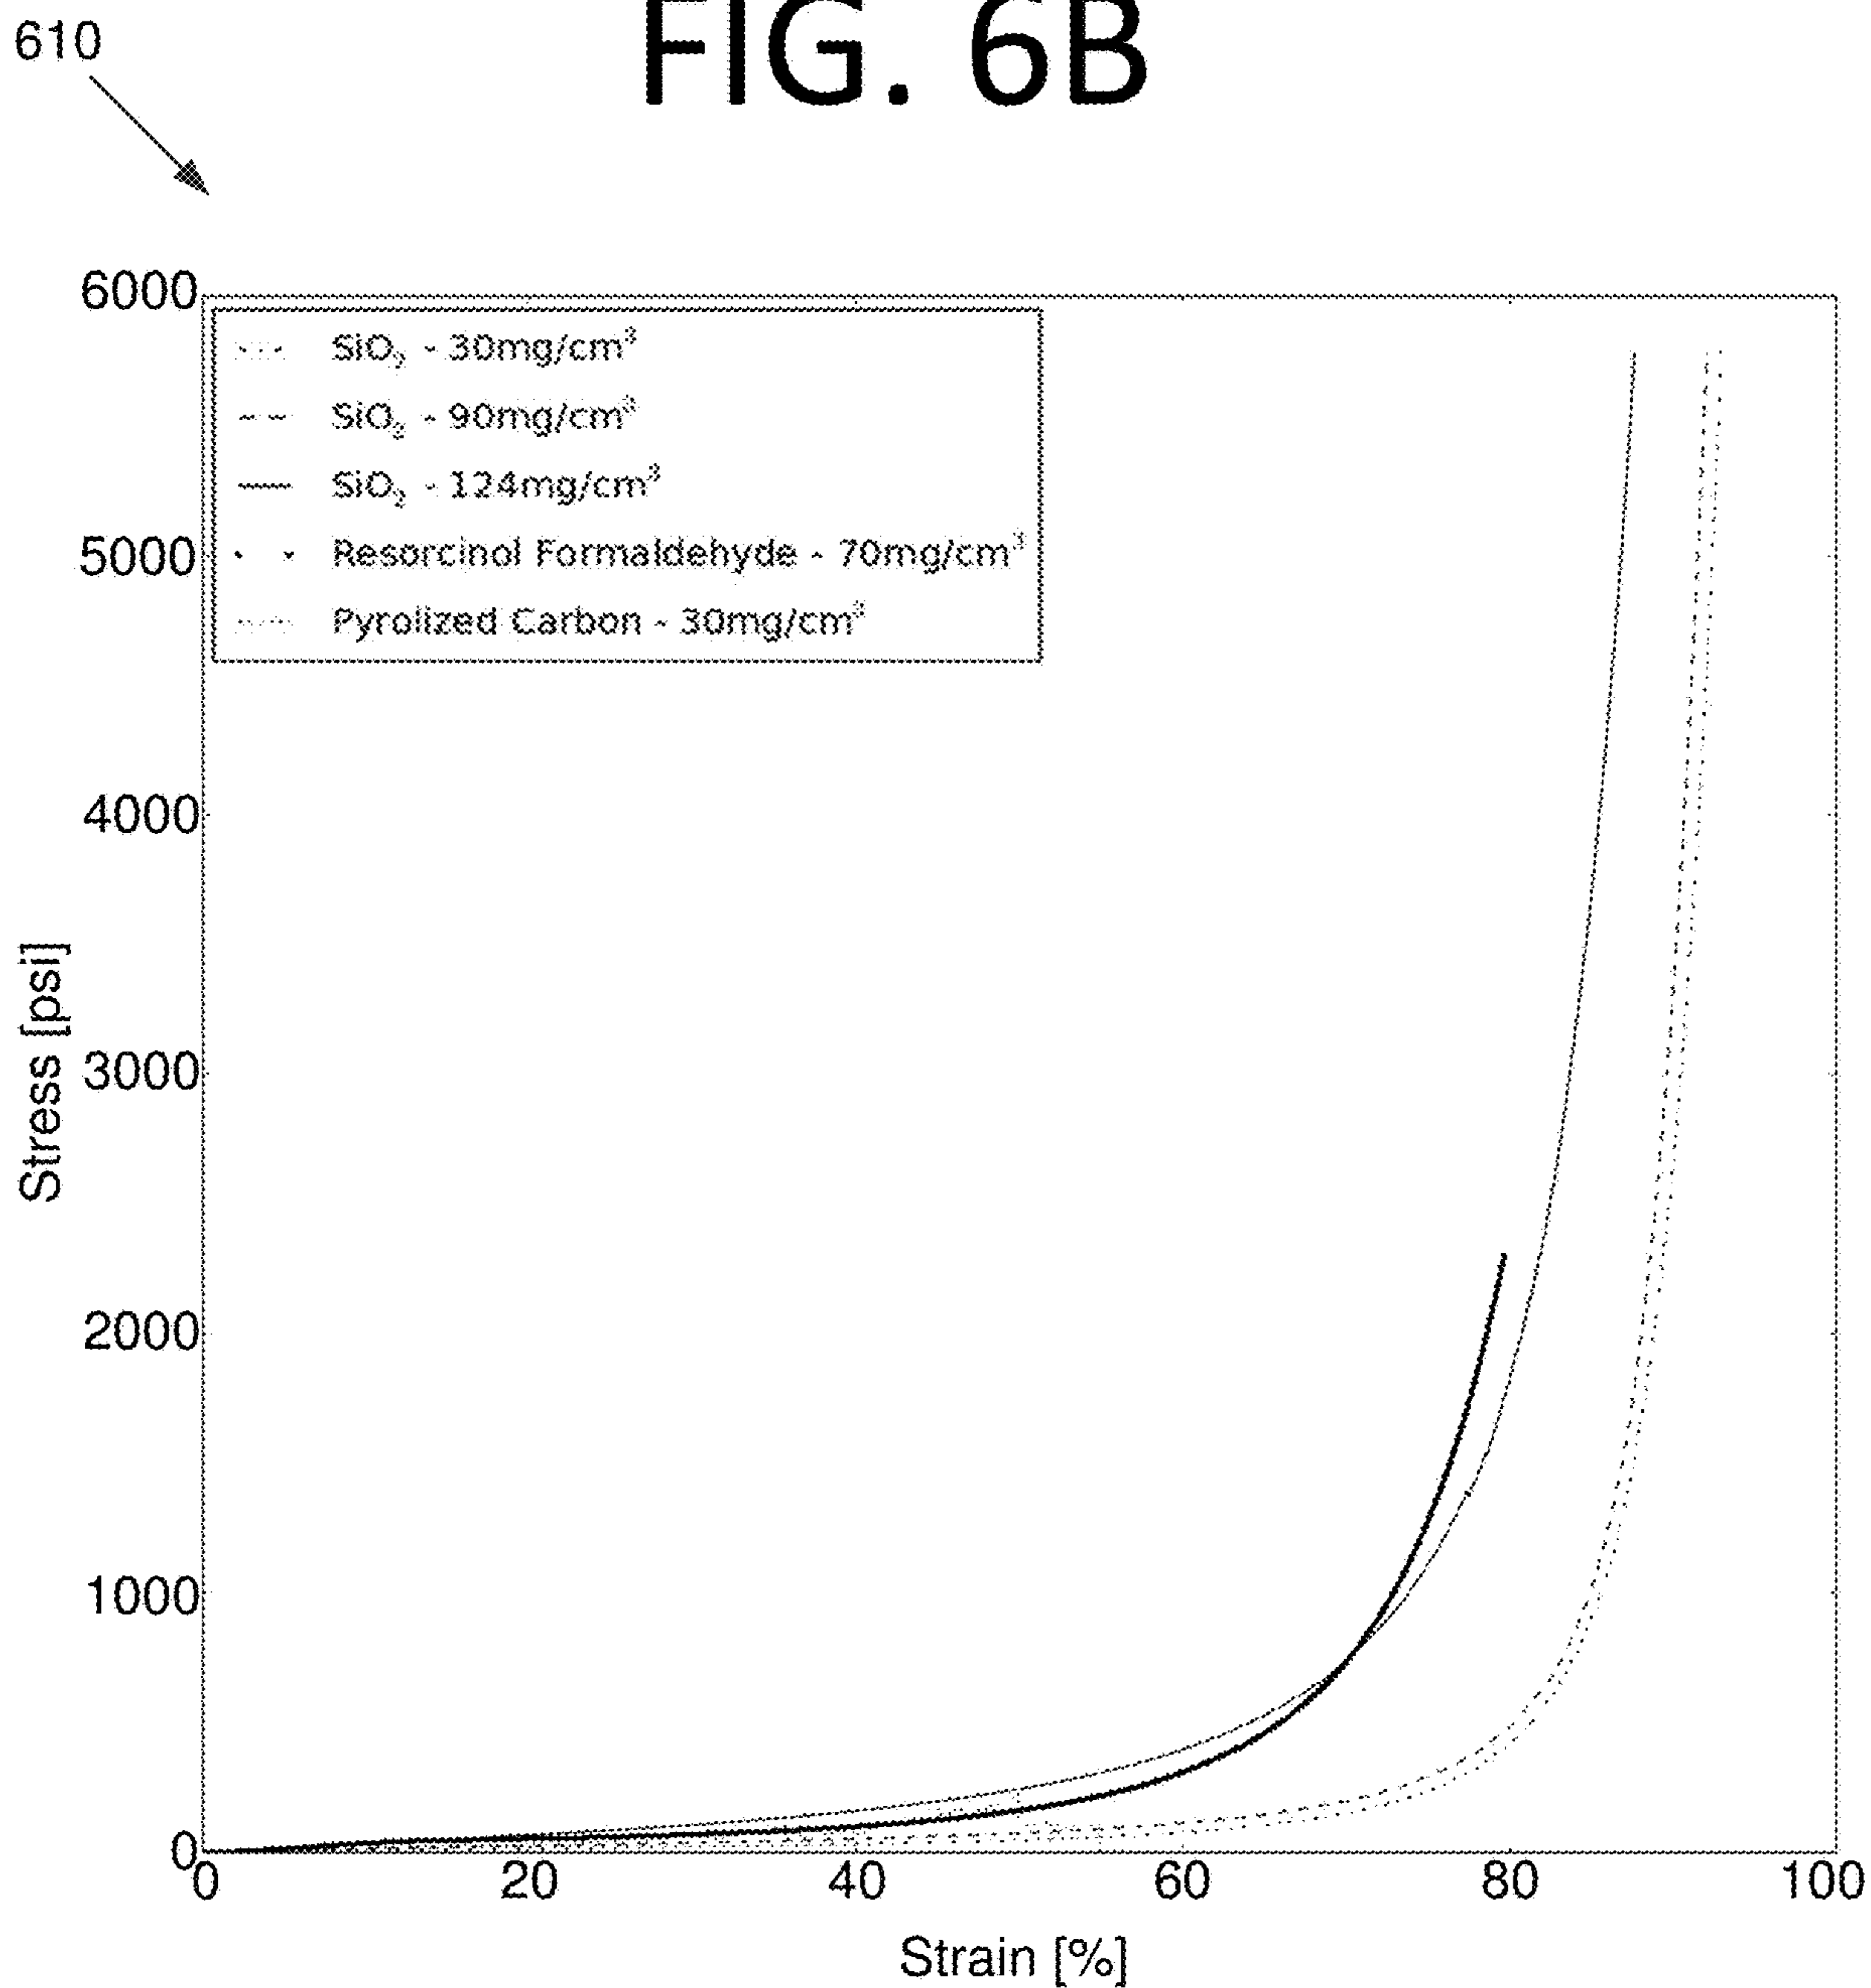 610
FIG. 6B
6000
5000
4000
3000
2000
1000
0
SiO₂ - 30mg/cm³
SiO₂ - 90mg/cm³
SiO₂ - 124mg/cm³
Resorcinol Formaldehyde - 70mg/cm³
Pyrolized Carbon - 30mg/cm³
Stress [psi]
0 20 40 60 80 100
Strain [%]